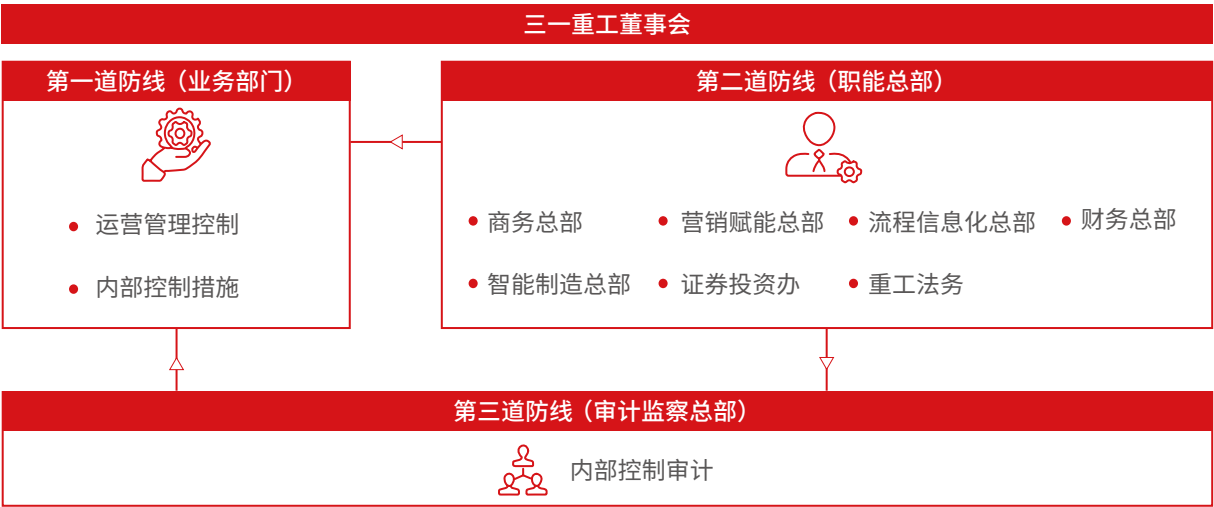 三一重工董事会
第一道防线（业务部门）
运营管理控制
内部控制措施
第二道防线（职能总部）
商务总部
营销赋能总部
流程信息化总部
财务总部
智能制造总部
证券投资办
重工法务
第三道防线（审计监察总部）
内部控制审计